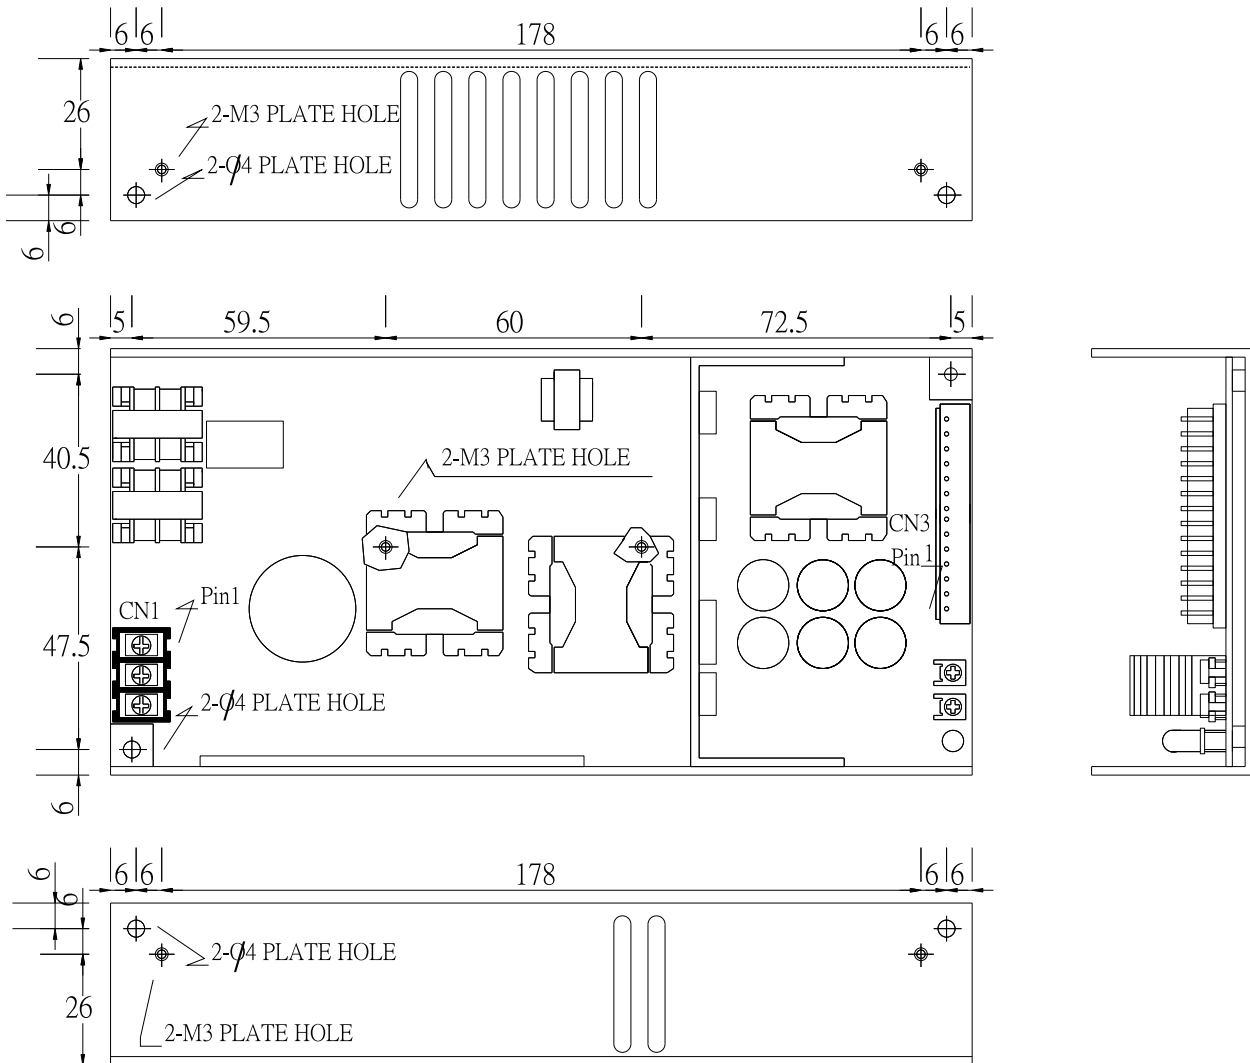 6 6 178 6 6
26
2-M3 PLATE HOLE
2-φ4 PLATE HOLE
6
6
6
5 59.5 60 72.5 5
40.5
2-M3 PLATE HOLE
CN3
Pin 1
Pin1
CN1
47.5
2-φ4 PLATE HOLE
6
6 6 178 6 6
6
6
2-φ4 PLATE HOLE
26
2-M3 PLATE HOLE